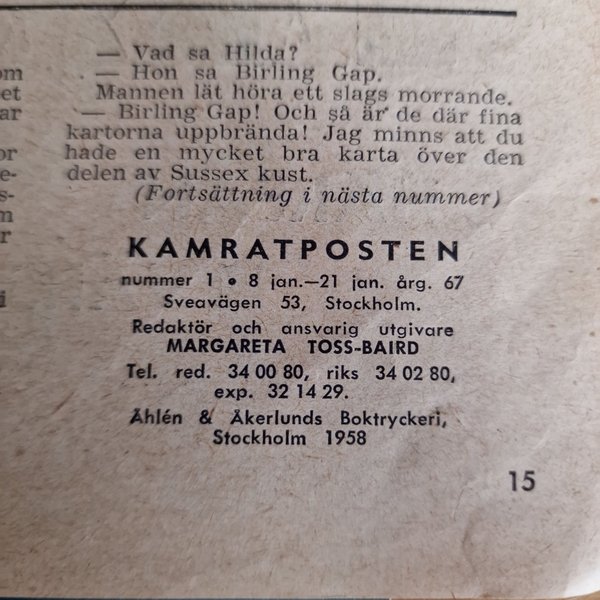 — Vad sa Hilda?
— Hon sa Birling Gap.
Mannen lät höra ett slags morrande.
— Birling Gap! Och så är de där fina
kartorna uppbrända! Jag minns att du
hade en mycket bra karta över den
delen av Sussex kust.
(Fortsättning i nästa nummer)
KAMRATPOSTEN
nummer 1 • 8 jan.—21 jan. årg. 67
Sveavägen 53, Stockholm.
Redaktör och ansvarig utgivare
MARGARETA TOSS-BAIRD
Tel. red. 34 00 80, riks 34 02 80,
exp. 32 14 29.
Åhlén & Åkerlunds Boktryckeri,
Stockholm 1958
15